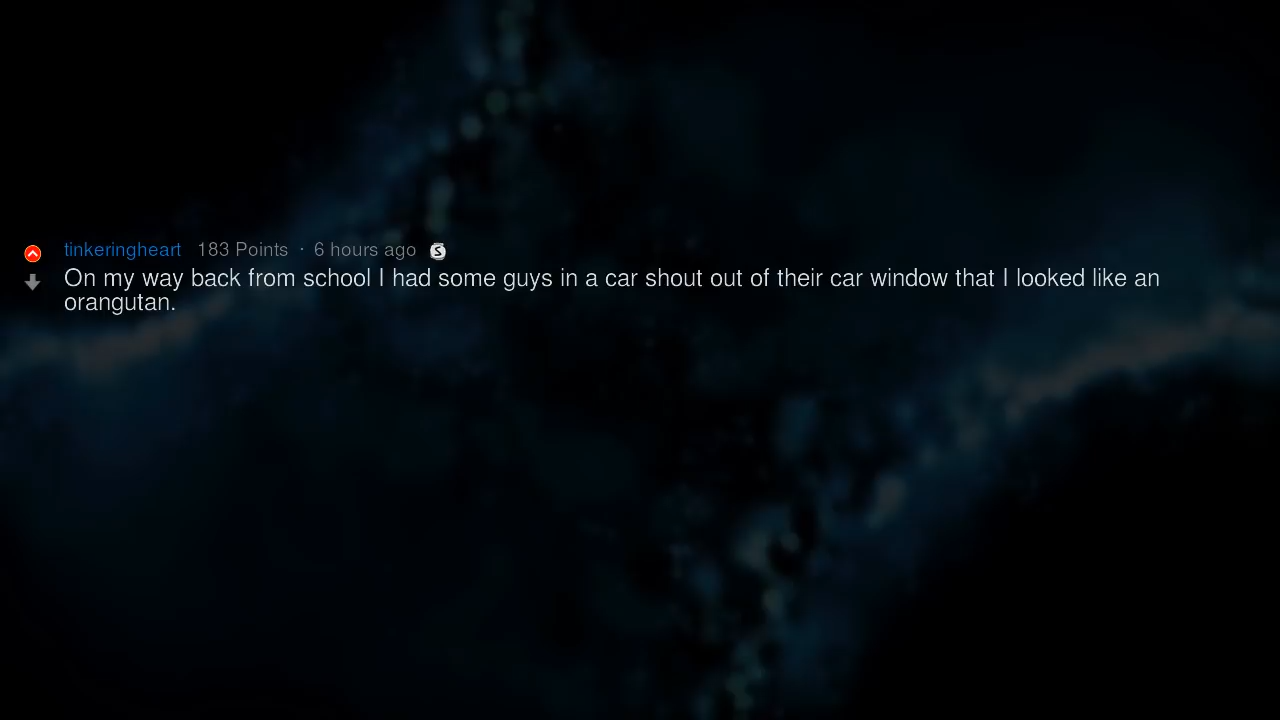 tinkeringheart 183 Points · 6 hours ago
On my way back from school I had some guys in a car shout out of their car window that I looked like an
orangutan.